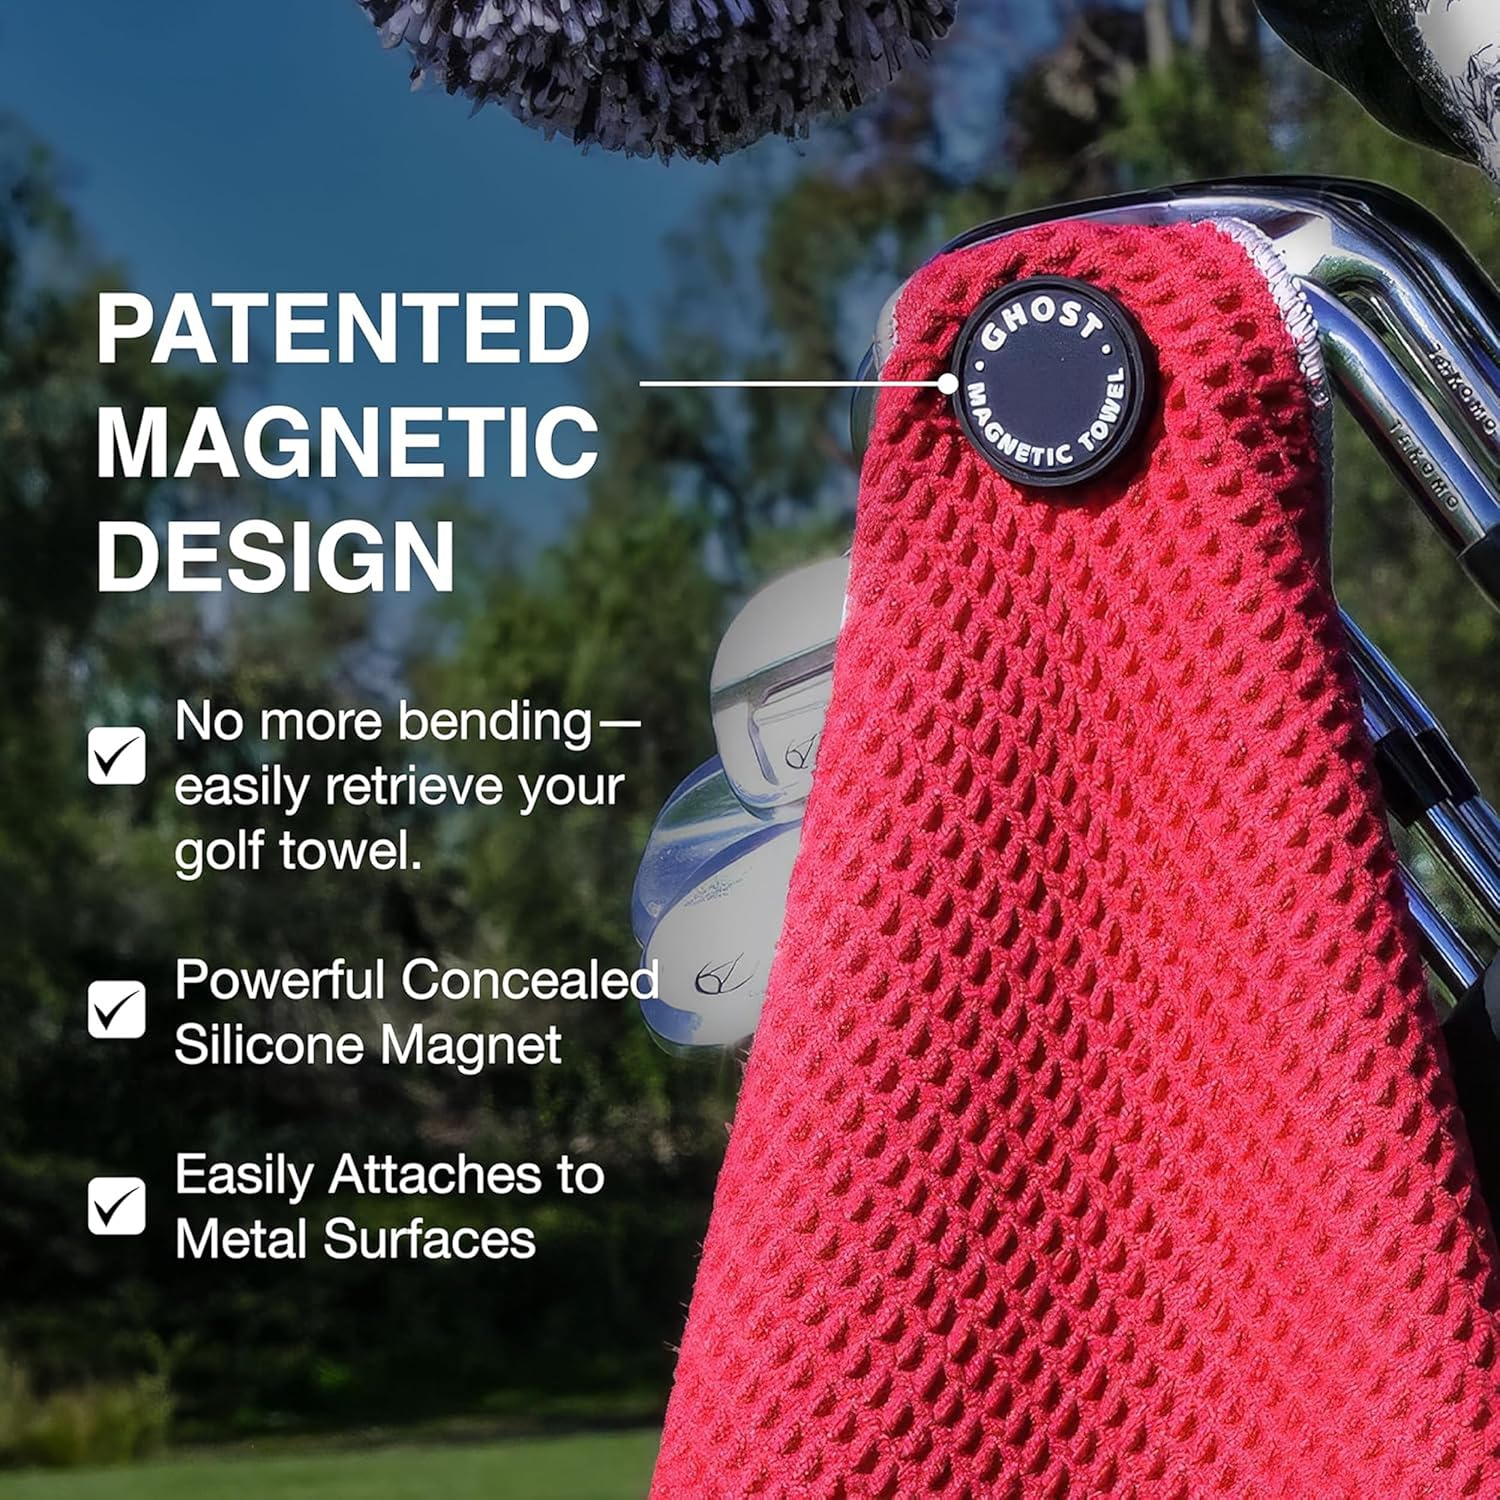 PATENTED
MAGNETIC
DESIGN
GHOST
MAGNETIC TOWEL
No more bending—
easily retrieve your
golf towel.
Powerful Concealed
Silicone Magnet
Easily Attaches to
Metal Surfaces